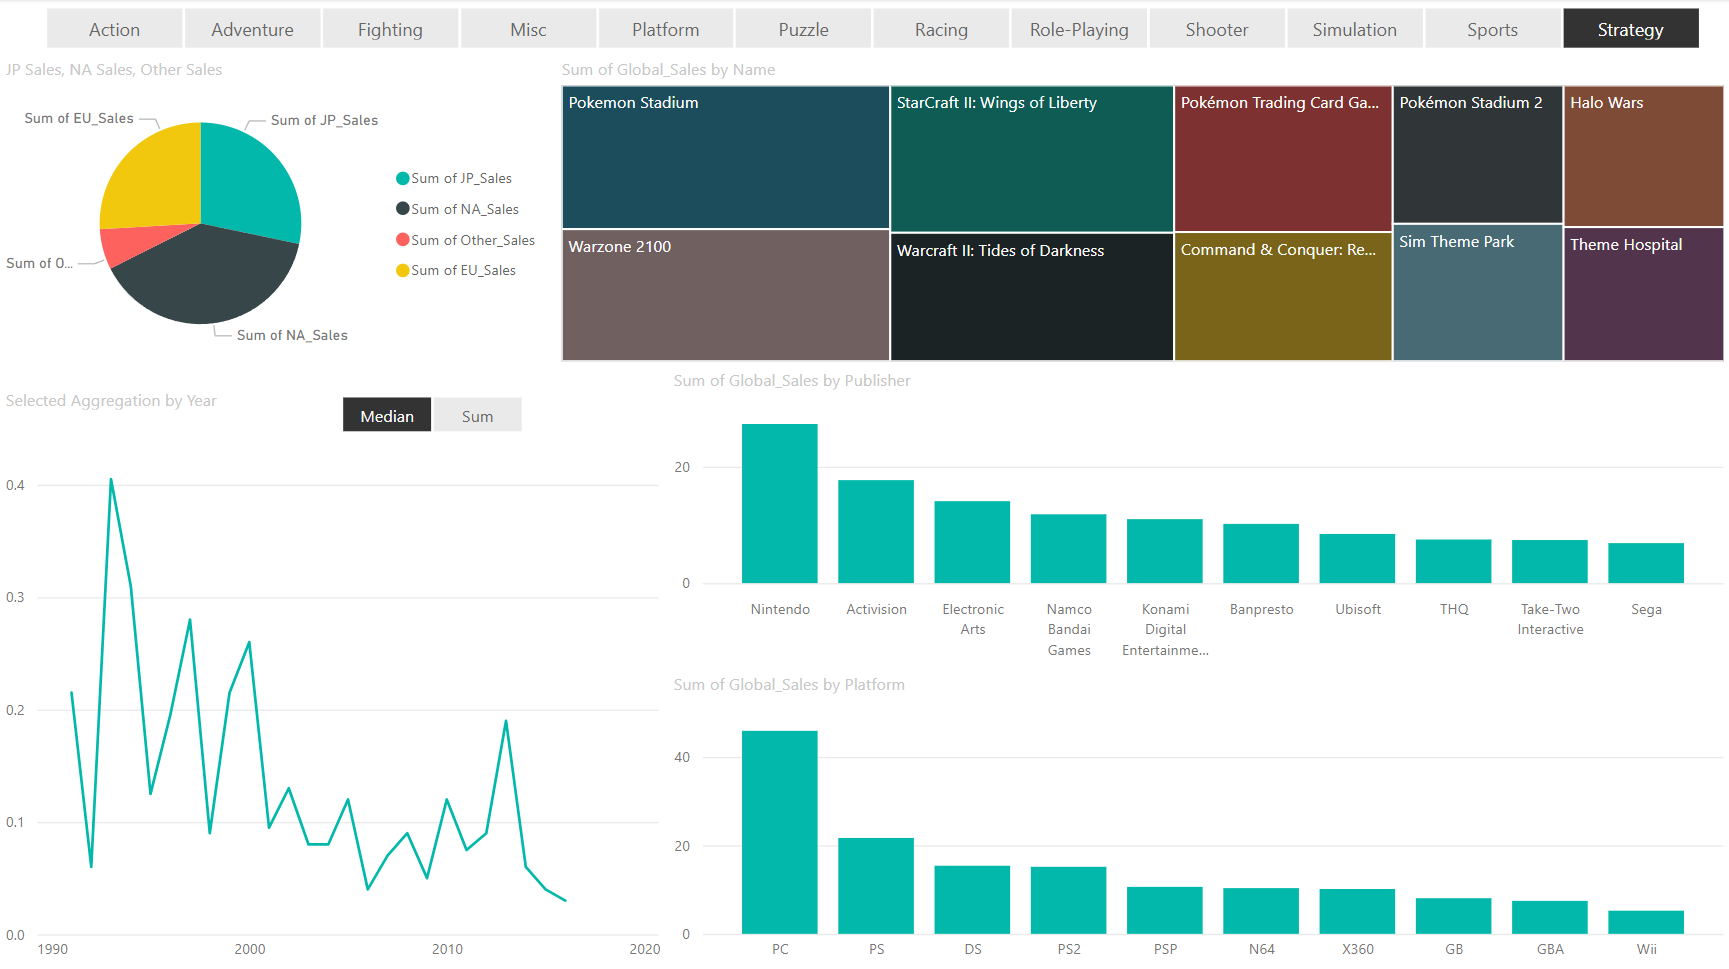 Action Adventure Fighting Misc Platform Puzzle Racing Role-Playing Shooter Simulation Sports Strategy
JP Sales, NA Sales, Other Sales
Sum of EU_Sales
Sum of JP_Sales
Sum of O...
Sum of NA_Sales
Sum of JP_Sales
Sum of NA_Sales
Sum of Other_Sales
Sum of EU_Sales
Sum of Global_Sales by Name
Pokemon Stadium
StarCraft II: Wings of Liberty
Pokémon Trading Card Ga...
Pokémon Stadium 2
Halo Wars
Warzone 2100
Warcraft II: Tides of Darkness
Command & Conquer: Re...
Sim Theme Park
Theme Hospital
Selected Aggregation by Year
Median Sum
0.4
0.3
0.2
0.1
0.0
1990 2000 2010 2020
Sum of Global_Sales by Publisher
20
0
Nintendo
Activision
Electronic
Arts
Namco
Bandai
Games
Konami
Digital
Entertainme...
Banpresto
Ubisoft
THQ
Take-Two
Interactive
Sega
Sum of Global_Sales by Platform
40
20
0
PC PS DS PS2 PSP N64 X360 GB GBA Wii